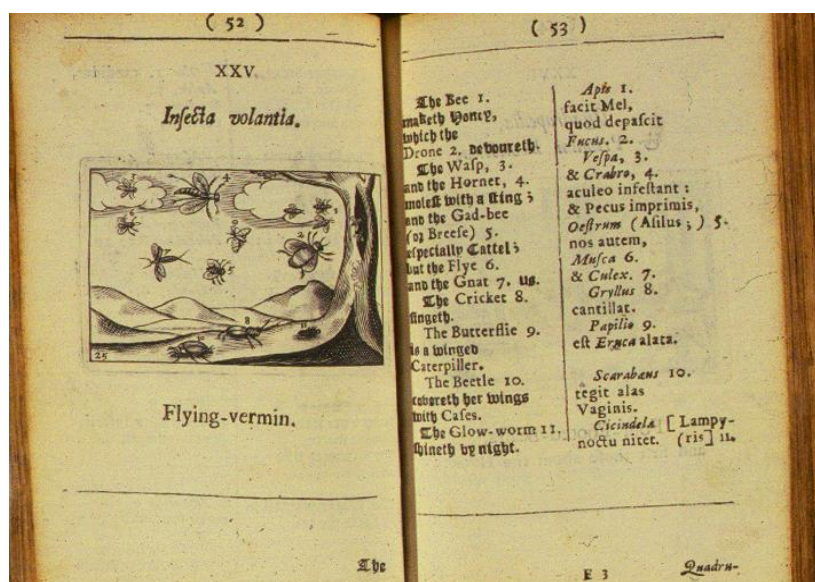 ( 52 )
XXV.
Insecta volantia.
25
Flying-vermin.
The
( 53 )
The Bee 1.
maketh Honey,
which the
Drone 2. devoureth.
The Wasp, 3.
and the Hornet, 4.
molest with a sting;
and the Gad-bee
(or Breese) 5.
especially Cattel;
but the Flye 6.
and the Gnat 7. us.
The Cricket 8.
singeth.
The Butterflie 9.
is a winged
Caterpiller.
The Beetle 10.
covereth her wings
with Cases.
The Glow-worm 11.
shineth by night.
Apis 1.
facit Mel,
quod depascit
Fucus. 2.
Vespa, 3.
& Crabro, 4.
aculeo infestant :
& Pecus imprimis,
Oestrum (Asilus ; ) 5.
nos autem,
Musca 6.
& Culex. 7.
Gryllus 8.
cantillat.
Papilio 9.
est Eruca alata.
Scarabæus 10.
tegit alas
Vaginis.
Cicindela [ Lampy-
noctu nitet. (ris] 11.
E 3
Quadru-